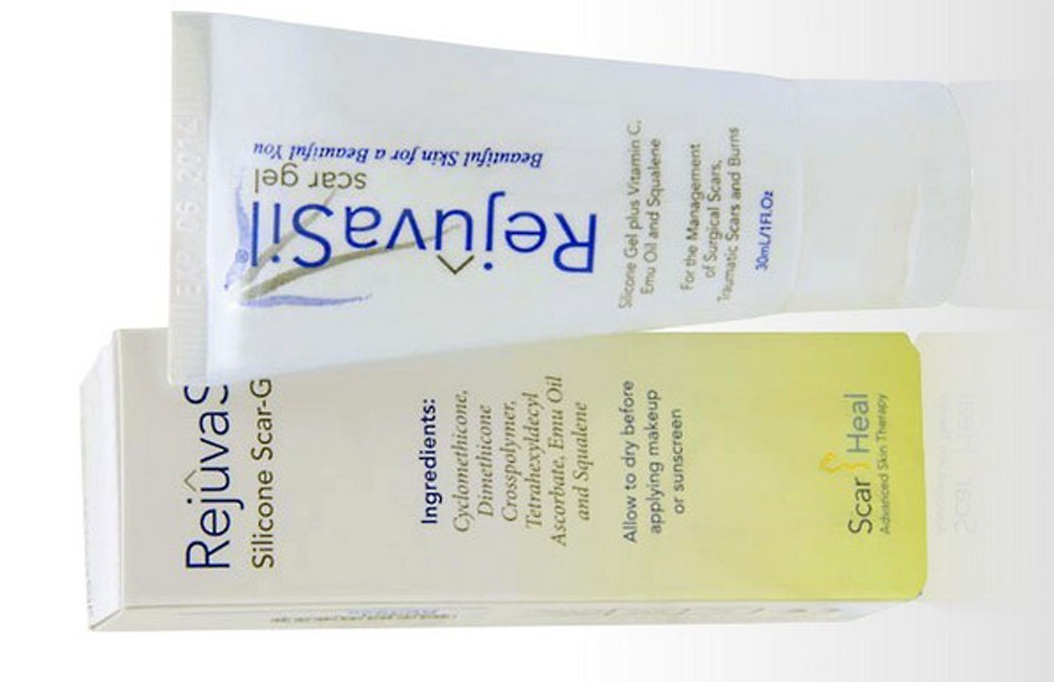 Beautiful Skin for a Beautiful You
scar gel
RejûvaSil®
Silicone Gel plus Vitamin C,
Emu Oil and Squalene
For the Management
of Surgical Scars,
Traumatic Scars and Burns
30mL/1Fl.Oz
RejûvaS
Silicone Scar-G
Ingredients:
Cyclomethicone,
Dimethicone
Crosspolymer,
Tetrahexyldecyl
Ascorbate, Emu Oil
and Squalene
Allow to dry before
applying makeup
or sunscreen
Scar Heal
Advanced Skin Therapy